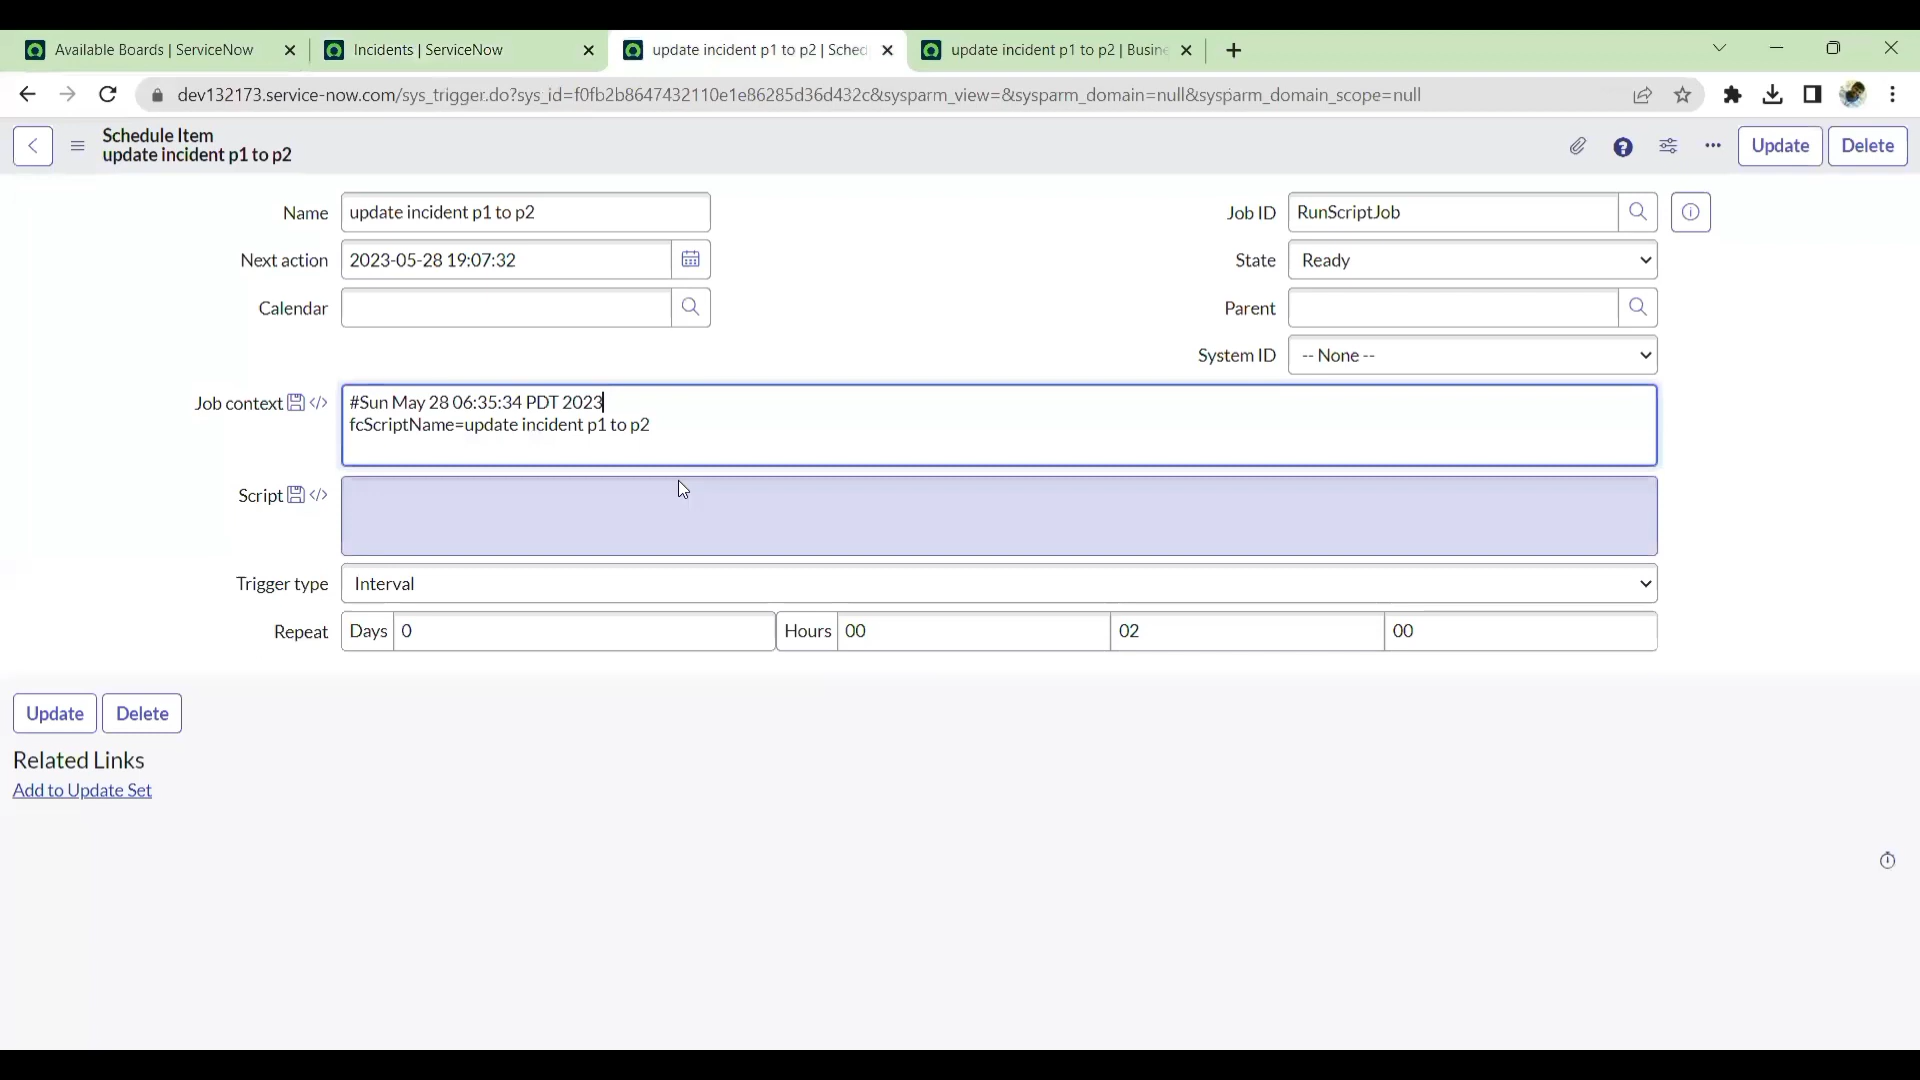 Available Boards | ServiceNow
Incidents | ServiceNow
update incident p1 to p2 | Sched
update incident p1 to p2 | Busine
dev132173.service-now.com/sys_trigger.do?sys_id=f0fb2b8647432110e1e86285d36d432c&sysparm_view=&sysparm_domain=null&sysparm_domain_scope=null
Schedule Item
update incident p1 to p2
Update
Delete
Name
update incident p1 to p2
Job ID
RunScriptJob
Next action
2023-05-28 19:07:32
State
Ready
Calendar
Parent
System ID
-- None --
Job context
#Sun May 28 06:35:34 PDT 2023
fcScriptName=update incident p1 to p2
Script
Trigger type
Interval
Repeat
Days
0
Hours
00
02
00
Update
Delete
Related Links
Add to Update Set